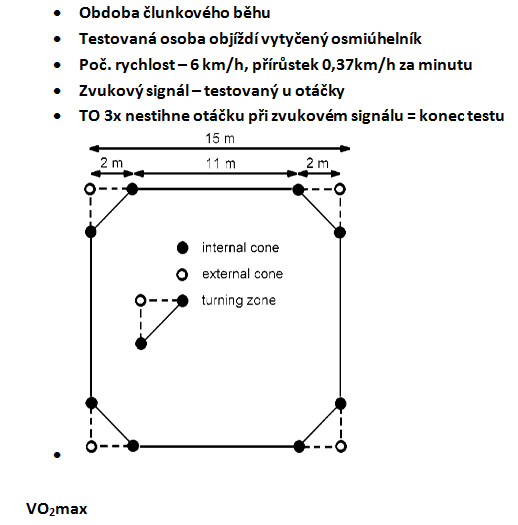 • Obdoba člunkového běhu
• Testovaná osoba objíždí vytyčený osmiúhelník
• Poč. rychlost – 6 km/h, přírůstek 0,37km/h za minutu
• Zvukový signál – testovaný u otáčky
• TO 3x nestihne otáčku při zvukovém signálu = konec testu
15 m
2 m 11 m 2 m
internal cone
external cone
turning zone
•
VO₂max